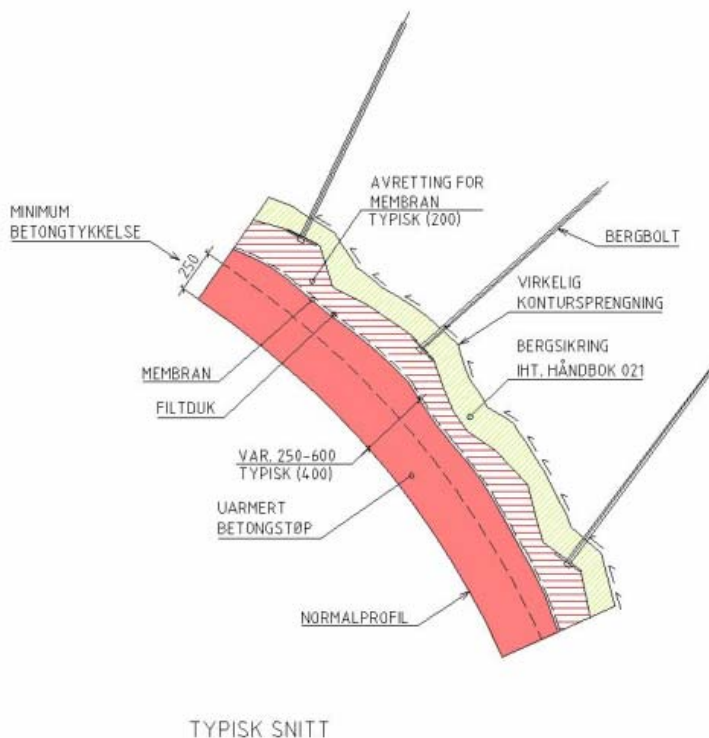 AVRETTING FOR
MEMBRAN
TYPISK (200)
MINIMUM
BETONGTYKKELSE
BERGBOLT
250
VIRKELIG
KONTURSPRENGNING
BERGSIKRING
IHT. HÅNDBOK 021
MEMBRAN
FILTDUK
VAR. 250-600
TYPISK (400)
UARMERT
BETONGSTØP
NORMALPROFIL
TYPISK SNITT